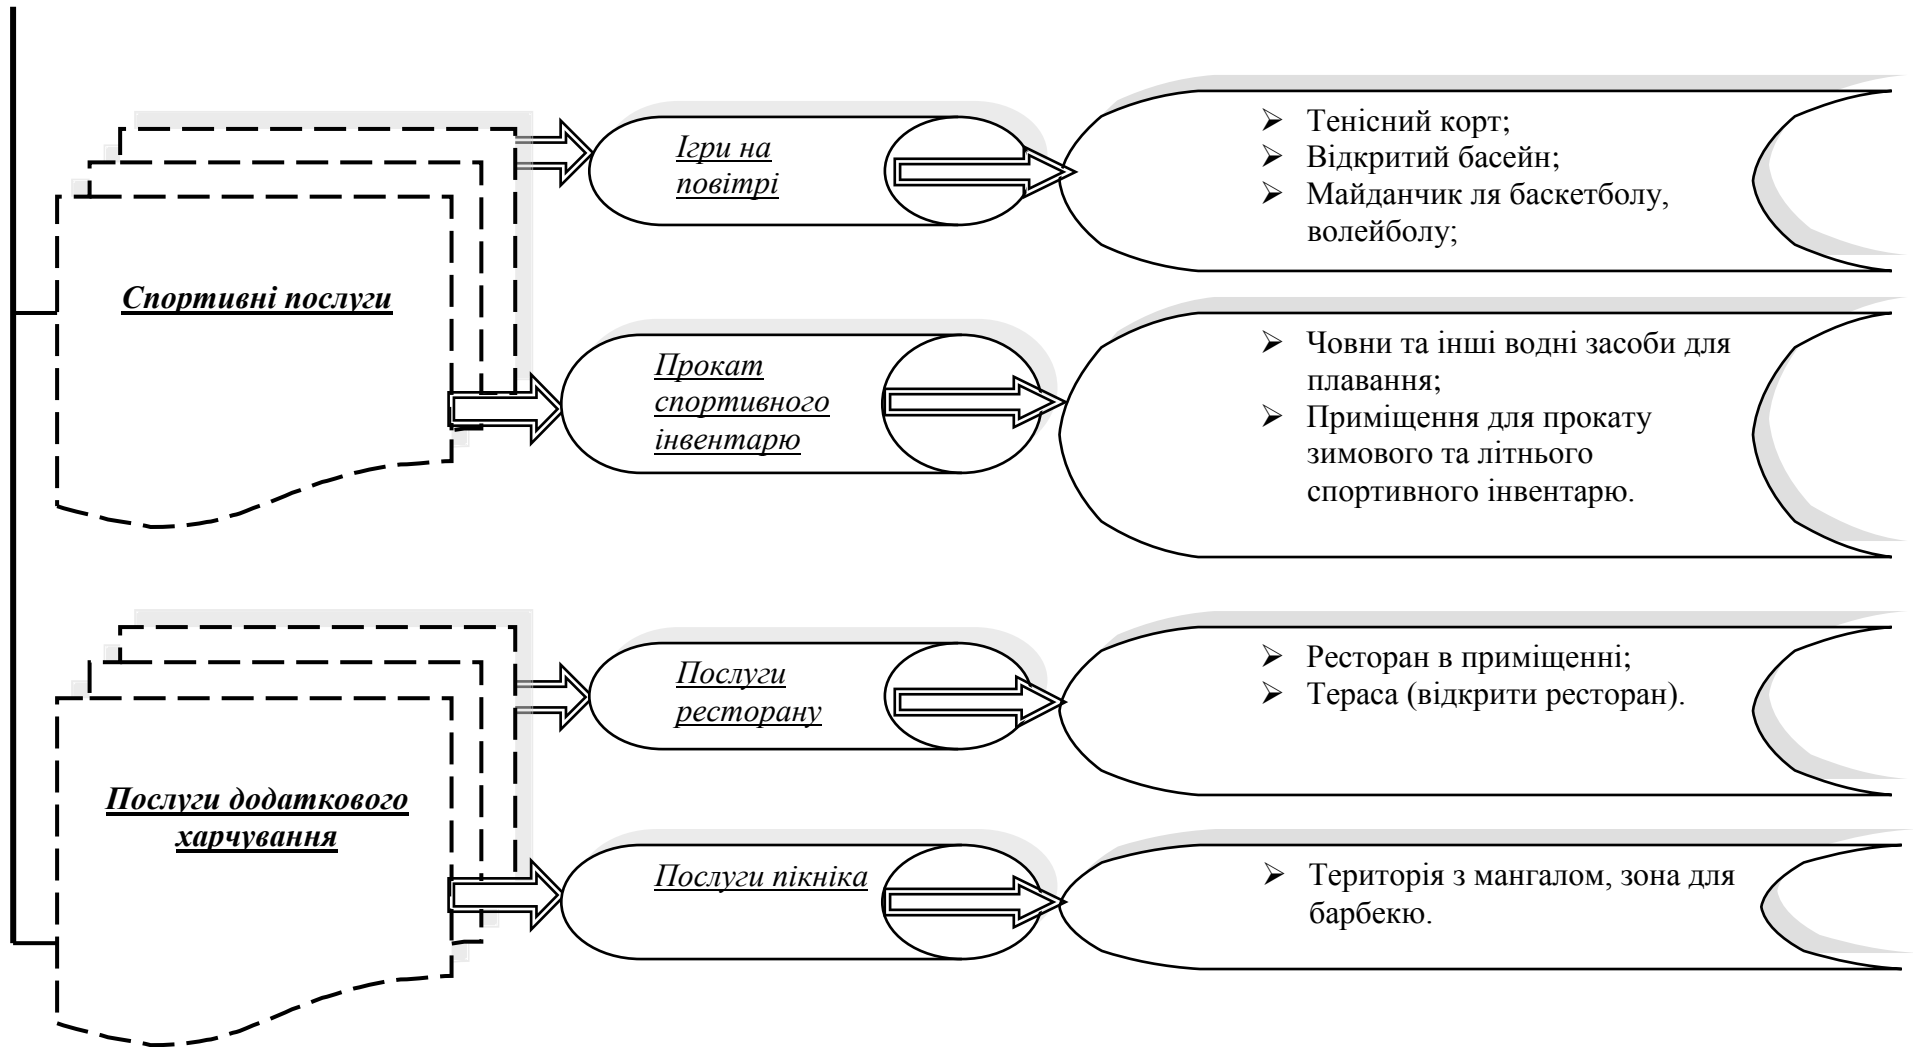 Спортивні послуги
Ігри на
повітрі
➢ Тенісний корт;
➢ Відкритий басейн;
➢ Майданчик ля баскетболу,
волейболу;
Прокат
спортивного
інвентарю
➢ Човни та інші водні засоби для
плавання;
➢ Приміщення для прокату
зимового та літнього
спортивного інвентарю.
Послуги додаткового
харчування
Послуги
ресторану
➢ Ресторан в приміщенні;
➢ Тераса (відкрити ресторан).
Послуги пікніка
➢ Територія з мангалом, зона для
барбекю.